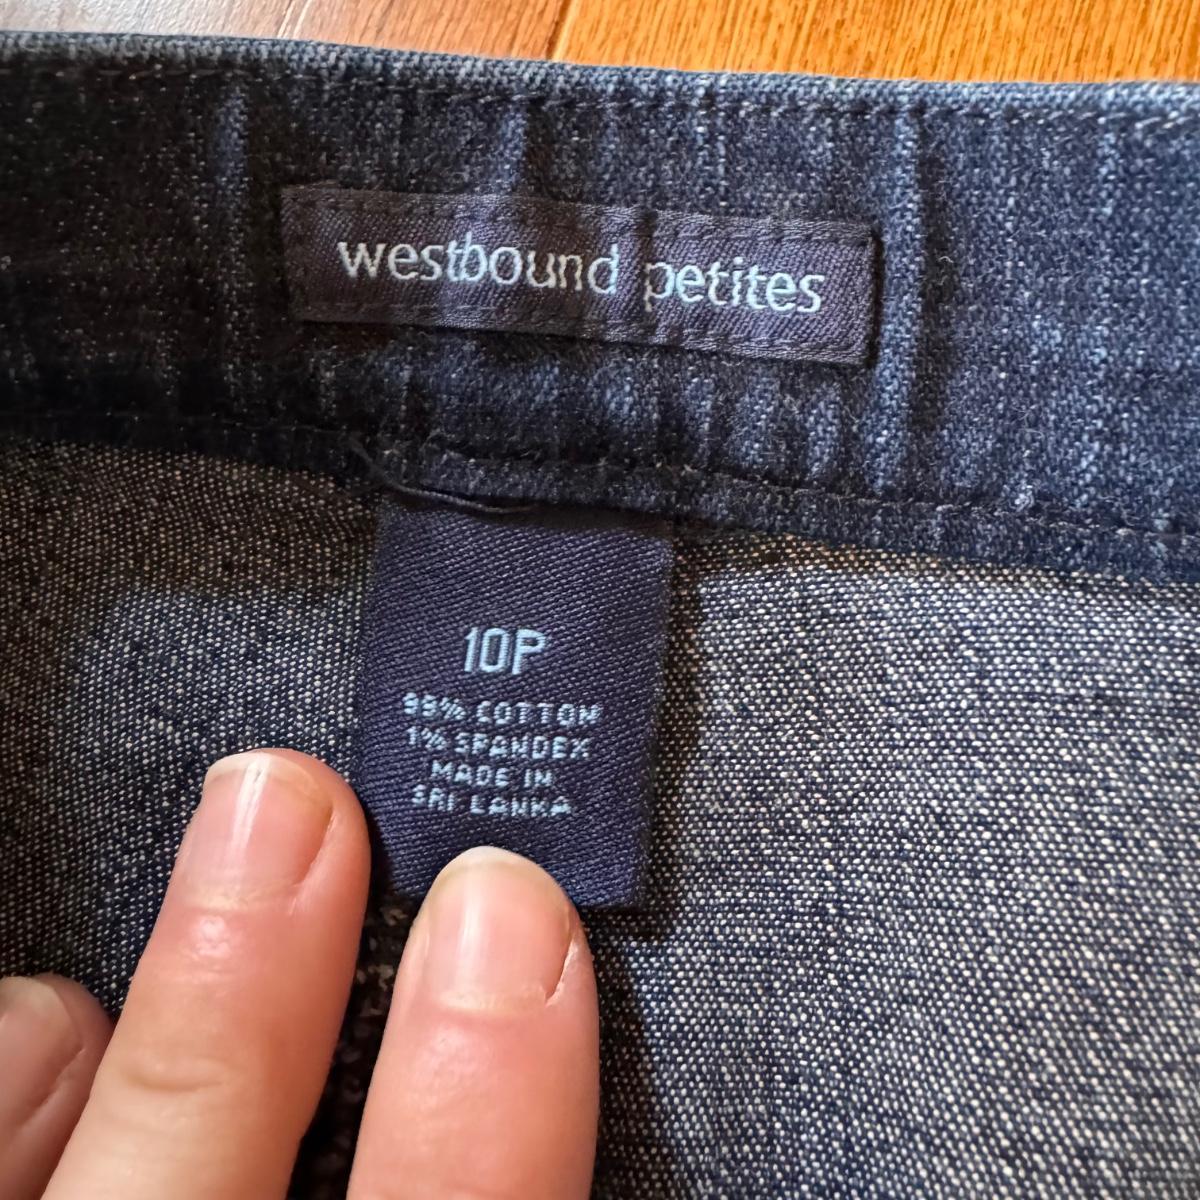 westbound petites
10P
99% COTTON
1% SPANDEX
MADE IN
SRI LANKA